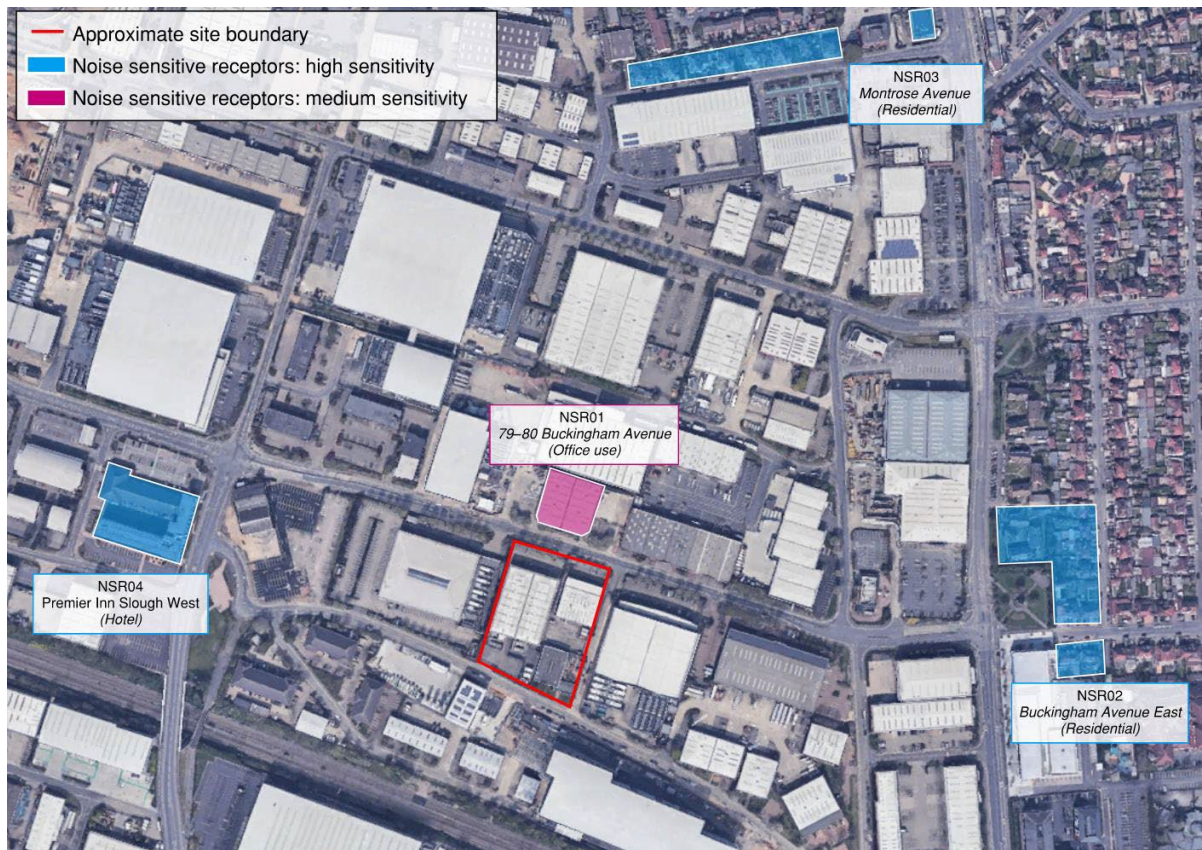 Approximate site boundary
Noise sensitive receptors: high sensitivity
Noise sensitive receptors: medium sensitivity
NSR03
Montrose Avenue
(Residential)
NSR01
79–80 Buckingham Avenue
(Office use)
NSR04
Premier Inn Slough West
(Hotel)
NSR02
Buckingham Avenue East
(Residential)